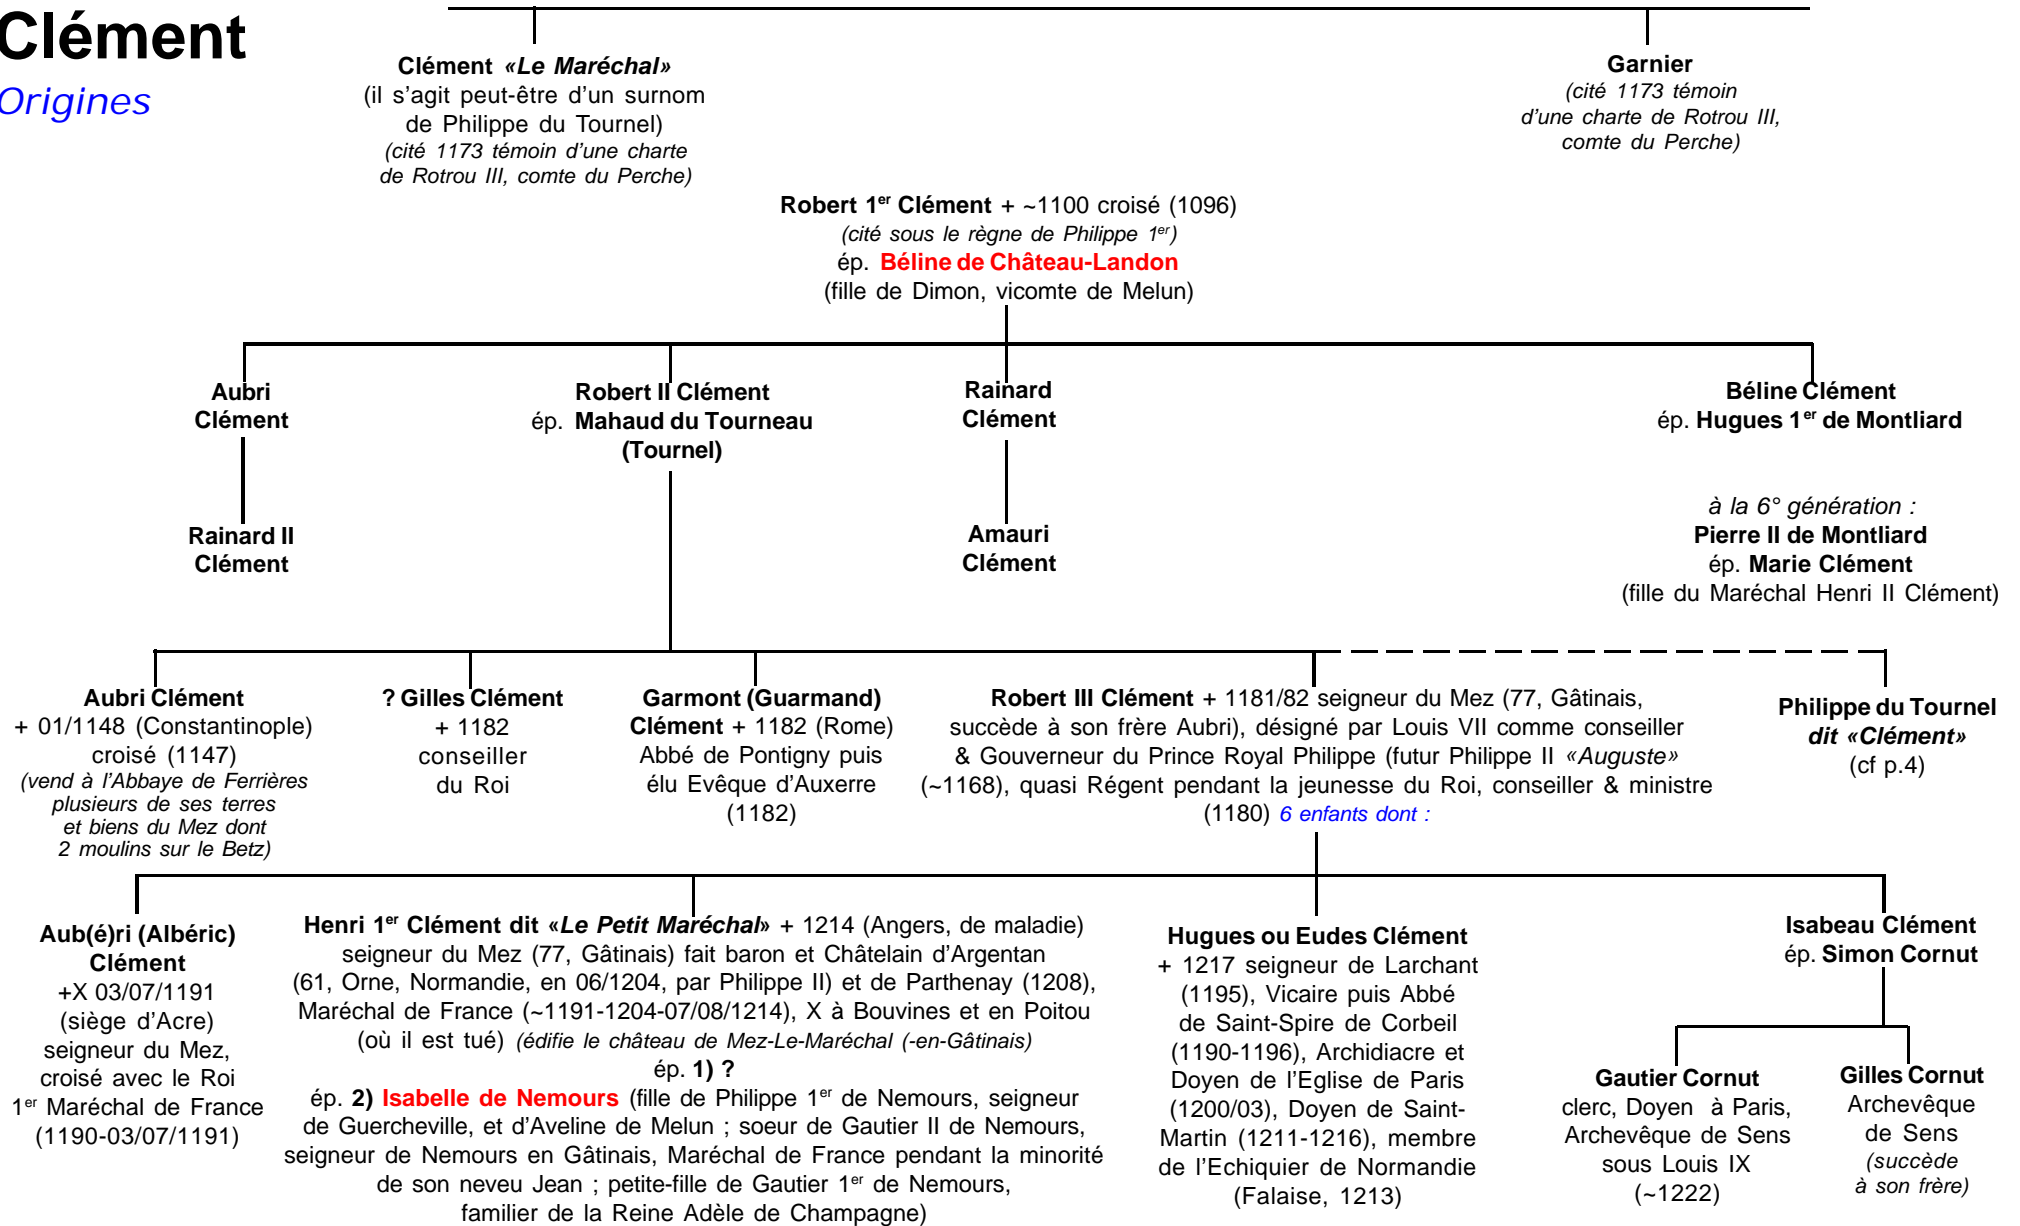 Clément
Origines
Clément «Le Maréchal»
(il s'agit peut-être d'un surnom
de Philippe du Tournel)
(cité 1173 témoin d'une charte
de Rotrou III, comte du Perche)
Garnier
(cité 1173 témoin
d'une charte de Rotrou III,
comte du Perche)
Robert 1er Clément + ~1100 croisé (1096)
(cité sous le règne de Philippe 1er)
ép. Béline de Château-Landon
(fille de Dimon, vicomte de Melun)
Aubri
Clément
Robert II Clément
ép. Mahaud du Tourneau
(Tournel)
Rainard
Clément
Béline Clément
ép. Hugues 1er de Montliard
Rainard II
Clément
Amauri
Clément
à la 6° génération :
Pierre II de Montliard
ép. Marie Clément
(fille du Maréchal Henri II Clément)
Aubri Clément
+ 01/1148 (Constantinople)
croisé (1147)
(vend à l'Abbaye de Ferrières
plusieurs de ses terres
et biens du Mez dont
2 moulins sur le Betz)
? Gilles Clément
+ 1182
conseiller
du Roi
Garmont (Guarmand)
Clément + 1182 (Rome)
Abbé de Pontigny puis
élu Evêque d'Auxerre
(1182)
Robert III Clément + 1181/82 seigneur du Mez (77, Gâtinais,
succède à son frère Aubri), désigné par Louis VII comme conseiller
& Gouverneur du Prince Royal Philippe (futur Philippe II «Auguste»
(~1168), quasi Régent pendant la jeunesse du Roi, conseiller & ministre
(1180) 6 enfants dont :
Philippe du Tournel
dit «Clément»
(cf p.4)
Aub(é)ri (Albéric)
Clément
+X 03/07/1191
(siège d'Acre)
seigneur du Mez,
croisé avec le Roi
1er Maréchal de France
(1190-03/07/1191)
Henri 1er Clément dit «Le Petit Maréchal» + 1214 (Angers, de maladie)
seigneur du Mez (77, Gâtinais) fait baron et Châtelain d'Argentan
(61, Orne, Normandie, en 06/1204, par Philippe II) et de Parthenay (1208),
Maréchal de France (~1191-1204-07/08/1214), X à Bouvines et en Poitou
(où il est tué) (édifie le château de Mez-Le-Maréchal (-en-Gâtinais)
ép. 1) ?
ép. 2) Isabelle de Nemours (fille de Philippe 1er de Nemours, seigneur
de Guercheville, et d'Aveline de Melun ; soeur de Gautier II de Nemours,
seigneur de Nemours en Gâtinais, Maréchal de France pendant la minorité
de son neveu Jean ; petite-fille de Gautier 1er de Nemours,
familier de la Reine Adèle de Champagne)
Hugues ou Eudes Clément
+ 1217 seigneur de Larchant
(1195), Vicaire puis Abbé
de Saint-Spire de Corbeil
(1190-1196), Archidiacre et
Doyen de l'Eglise de Paris
(1200/03), Doyen de Saint-
Martin (1211-1216), membre
de l'Echiquier de Normandie
(Falaise, 1213)
Isabeau Clément
ép. Simon Cornut
Gautier Cornut
clerc, Doyen à Paris,
Archevêque de Sens
sous Louis IX
(~1222)
Gilles Cornut
Archevêque
de Sens
(succède
à son frère)